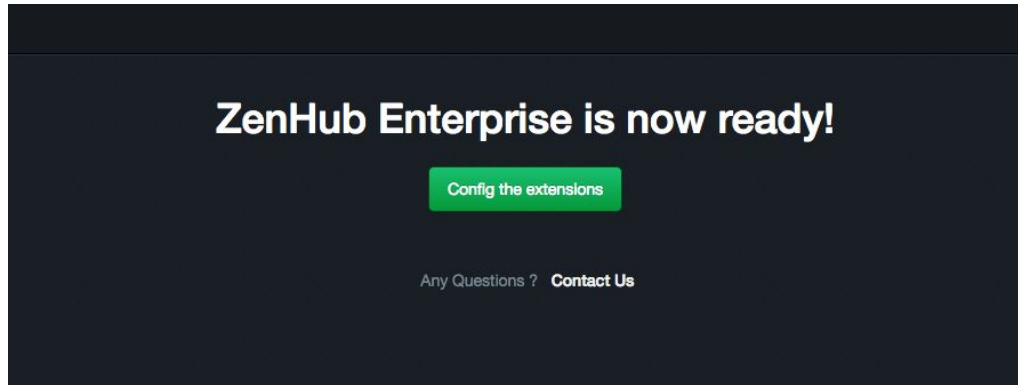 ZenHub Enterprise is now ready!
Config the extensions
Any Questions ? Contact Us